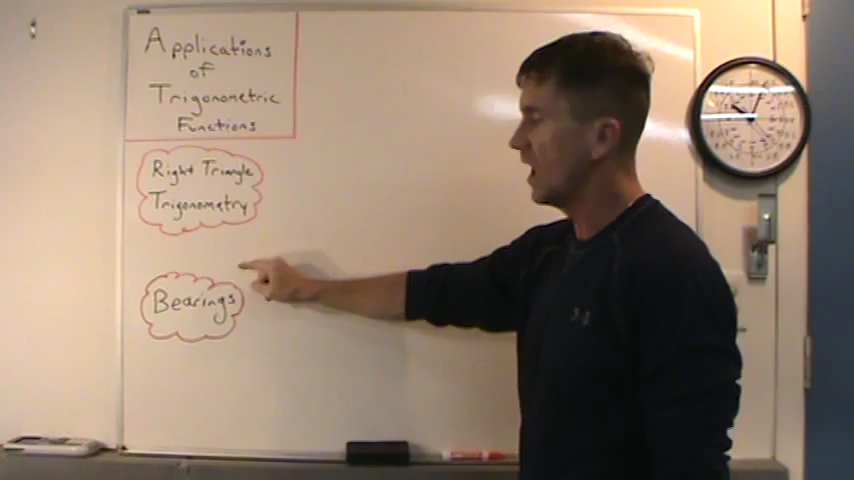 Applications
of
Trigonometric
Functions
Right Triangle
Trigonometry
Bearings